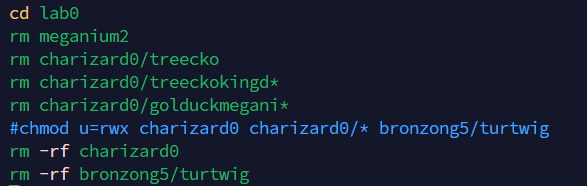 cd lab0
rm meganium2
rm charizard0/treecko
rm charizard0/treeckokingd*
rm charizard0/golduckmegani*
#chmod u=rwx charizard0 charizard0/* bronzong5/turtwig
rm -rf charizard0
rm -rf bronzong5/turtwig